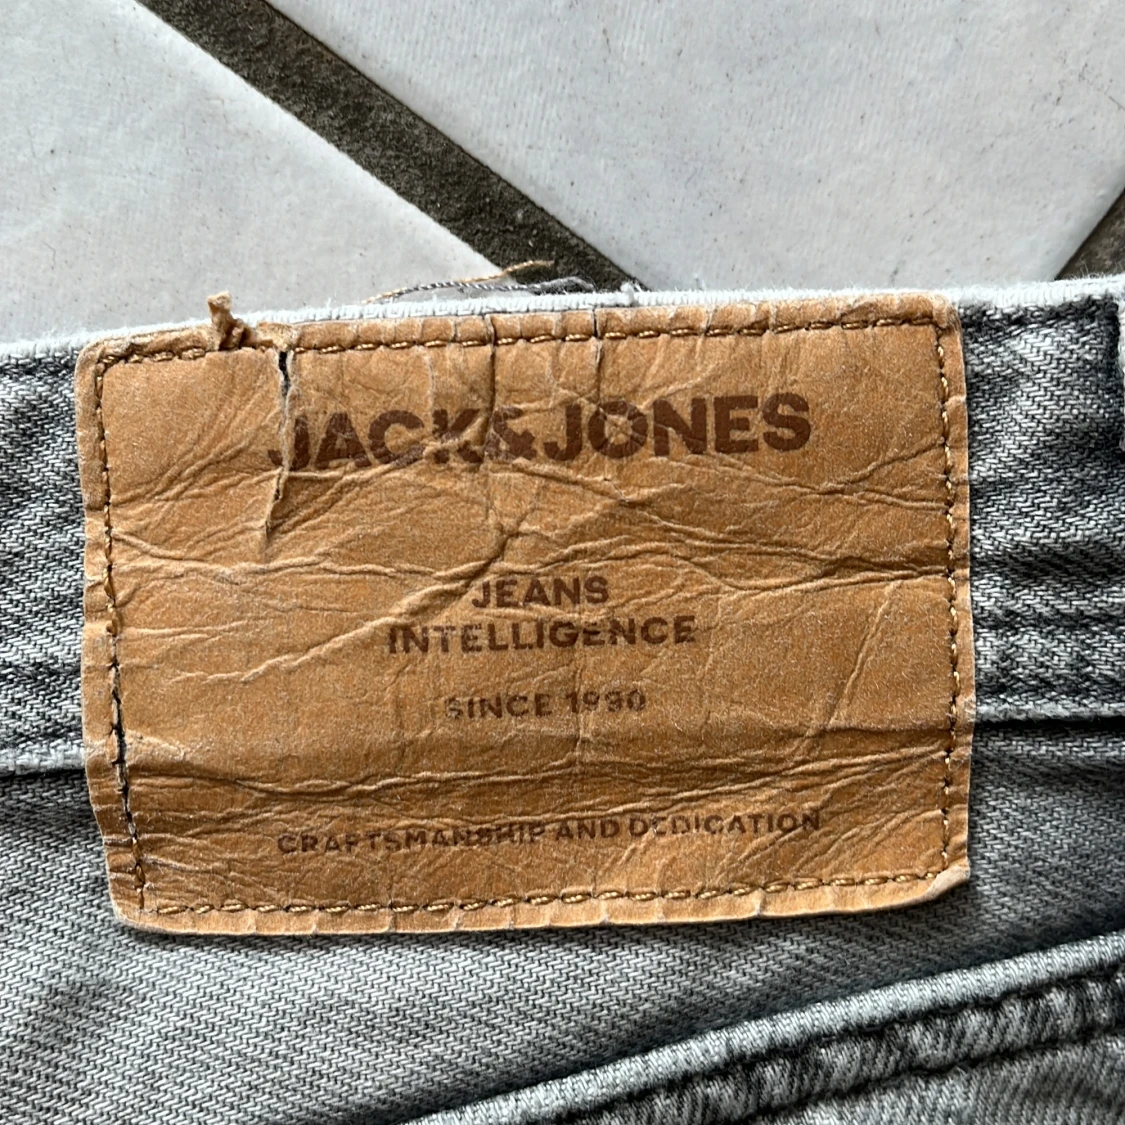 JACK&JONES
JEANS
INTELLIGENCE
SINCE 1990
CRAFTSMANSHIP AND DEDICATION